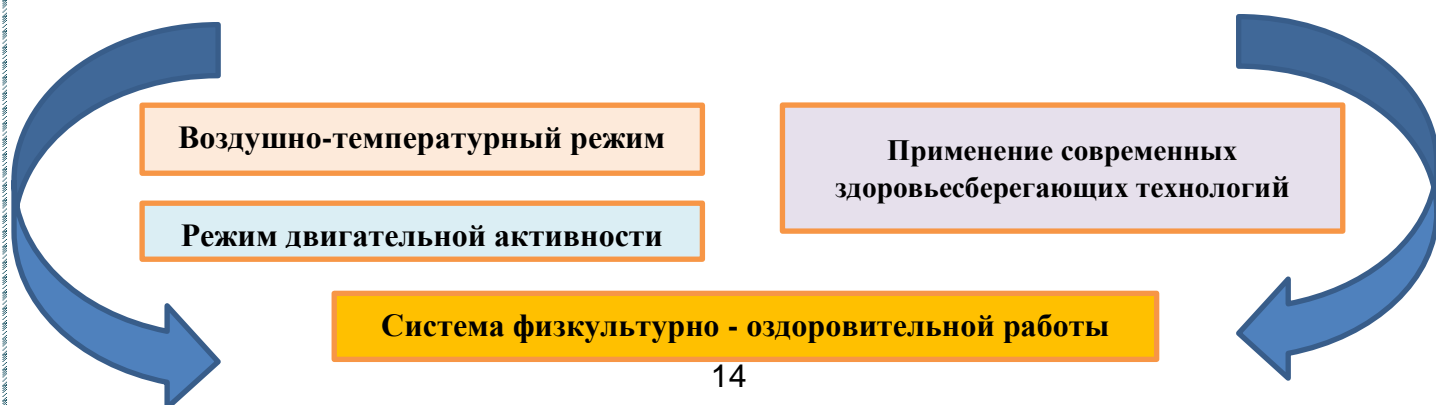 Воздушно-температурный режим
Режим двигательной активности
Применение современных
здоровьесберегающих технологий
Система физкультурно - оздоровительной работы
14